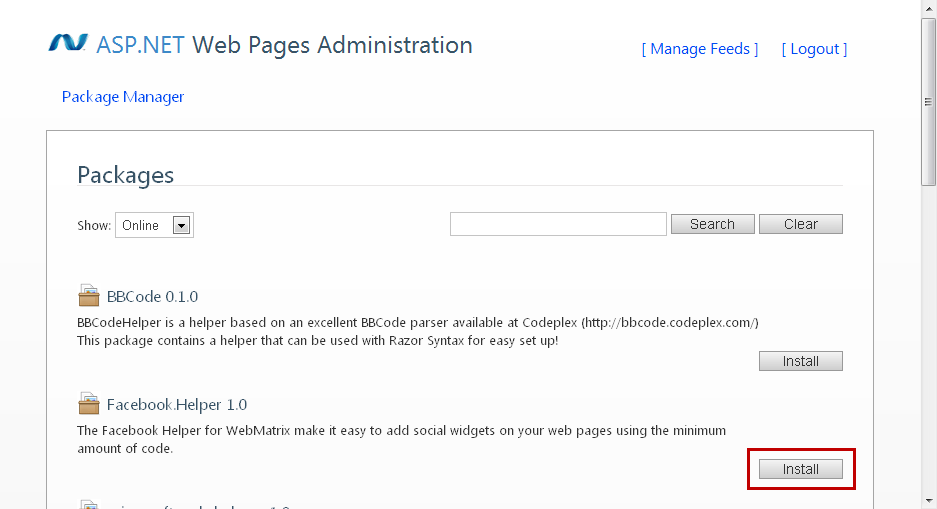 ASP.NET Web Pages Administration
[ Manage Feeds ] [ Logout ]
Package Manager
Packages
Show: Online Search Clear
BBCode 0.1.0
BBCodeHelper is a helper based on an excellent BBCode parser available at Codeplex (http://bbcode.codeplex.com/)
This package contains a helper that can be used with Razor Syntax for easy set up!
Install
Facebook.Helper 1.0
The Facebook Helper for WebMatrix make it easy to add social widgets on your web pages using the minimum
amount of code.
Install